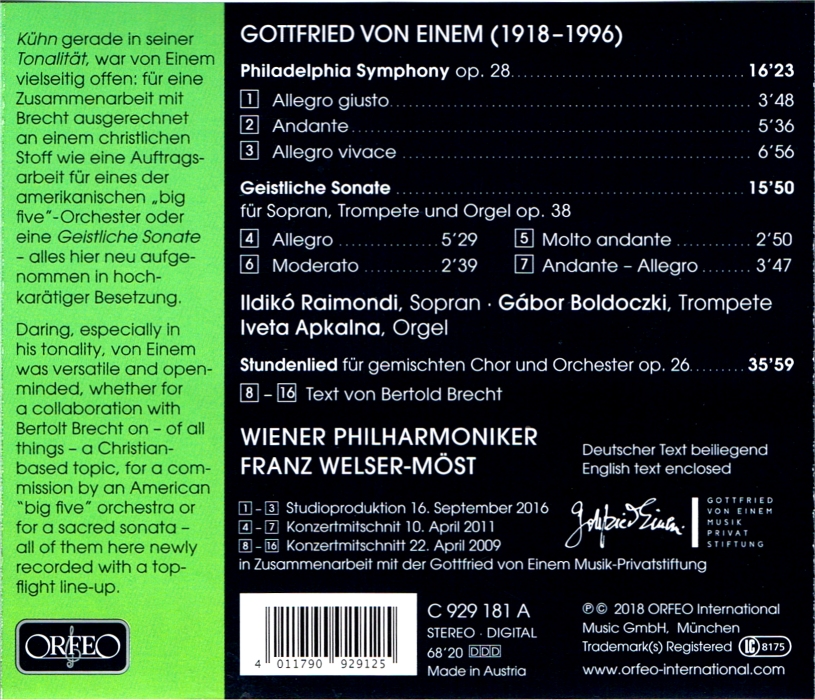 Kühn gerade in seiner
Tonalität, war von Einem
vielseitig offen: für eine
Zusammenarbeit mit
Brecht ausgerechnet
an einem christlichen
Stoff wie eine Auftrags-
arbeit für eines der
amerikanischen „big
five"-Orchester oder
eine Geistliche Sonate
– alles hier neu aufge-
nommen in hoch-
karätiger Besetzung.
Daring, especially in
his tonality, von Einem
was versatile and open-
minded, whether for
a collaboration with
Bertolt Brecht on – of all
things – a Christian-
based topic, for a com-
mission by an American
"big five" orchestra or
for a sacred sonata –
all of them here newly
recorded with a top-
flight line-up.
ORFEO
GOTTFRIED VON EINEM (1918–1996)
Philadelphia Symphony op. 28 16'23
1 Allegro giusto 3'48
2 Andante 5'36
3 Allegro vivace 6'56
Geistliche Sonate 15'50
für Sopran, Trompete und Orgel op. 38
4 Allegro 5'29 5 Molto andante 2'50
6 Moderato 2'39 7 Andante – Allegro 3'47
Ildikó Raimondi, Sopran · Gábor Boldoczki, Trompete
Iveta Apkalna, Orgel
Stundenlied für gemischten Chor und Orchester op. 26 35'59
8 – 16 Text von Bertold Brecht
WIENER PHILHARMONIKER
FRANZ WELSER-MÖST
Deutscher Text beiliegend
English text enclosed
1 – 3 Studioproduktion 16. September 2016
4 – 7 Konzertmitschnit 10. April 2011
8 – 16 Konzertmitschnitt 22. April 2009
in Zusammenarbeit mit der Gottfried von Einem Musik-Privatstiftung
Gottfried Einem
GOTTFRIED
VON EINEM
MUSIK
PRIVAT
STIFTUNG
4 011790 929125
C 929 181 A
STEREO · DIGITAL
68'20 DDD
Made in Austria
℗© 2018 ORFEO International
Music GmbH, München
Trademark(s) Registered LC 8175
www.orfeo-international.com